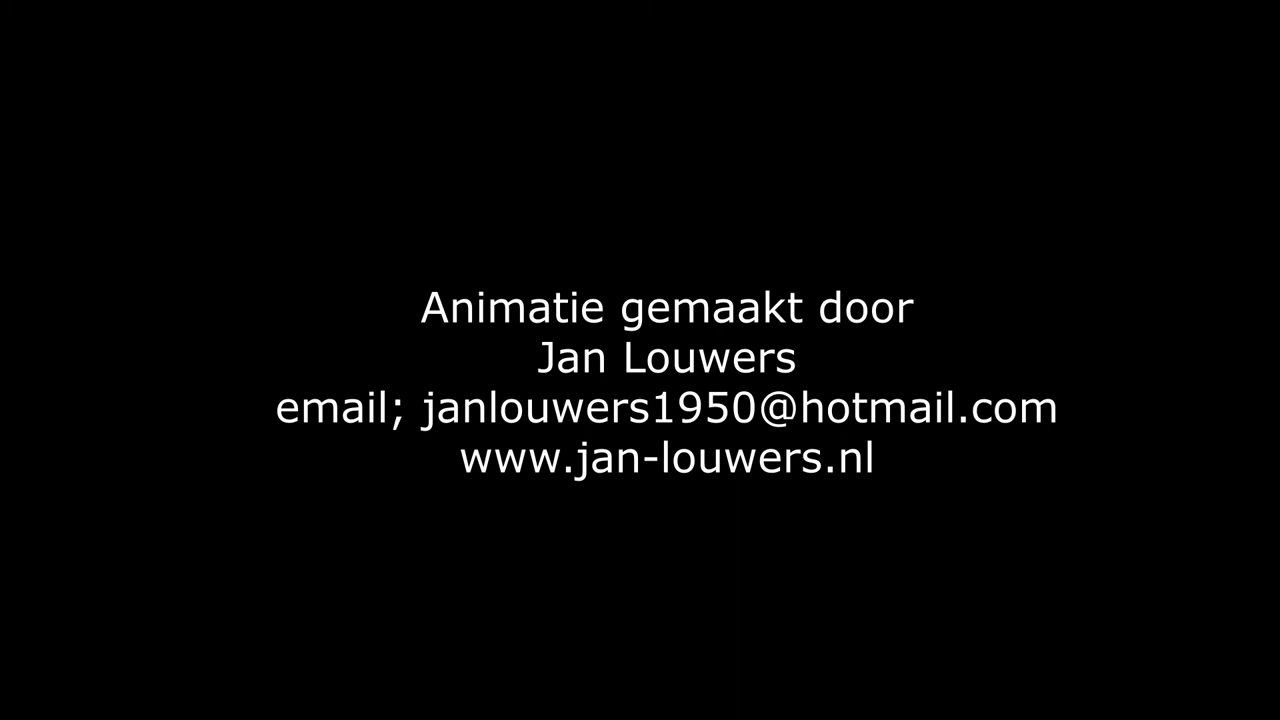 Animatie gemaakt door
Jan Louwers
email; janlouwers1950@hotmail.com
www.jan-louwers.nl